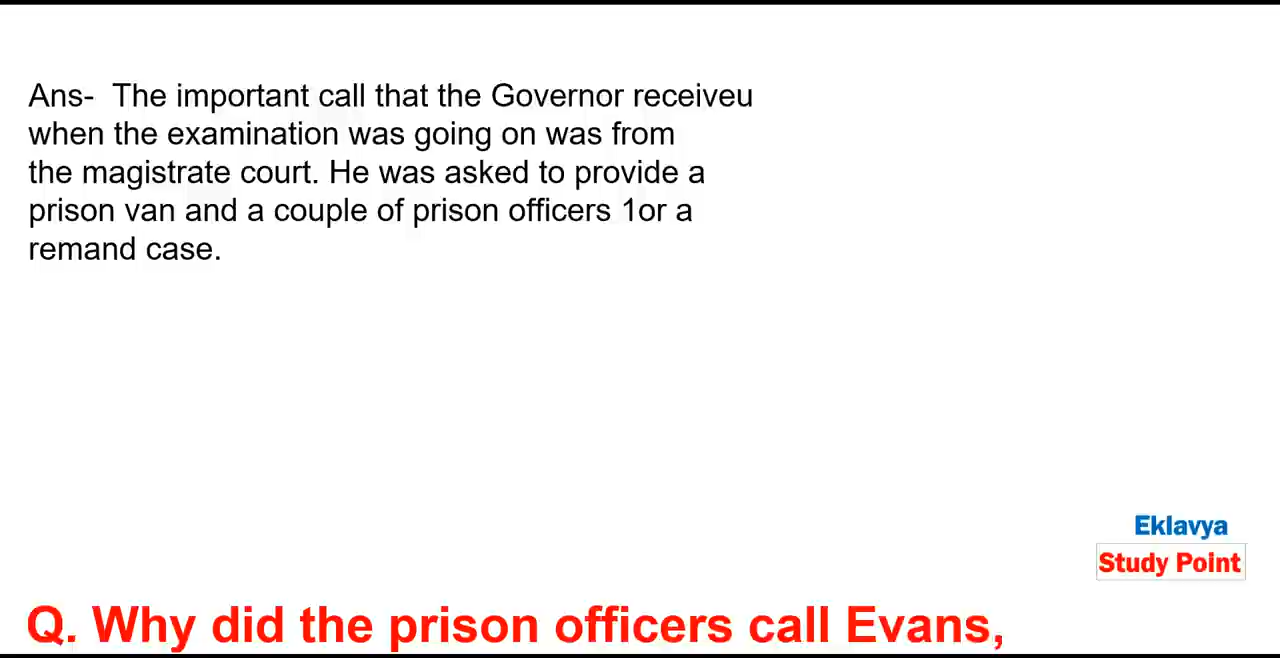 Ans-  The important call that the Governor receiveu
when the examination was going on was from
the magistrate court. He was asked to provide a
prison van and a couple of prison officers 1or a
remand case.
Eklavya
Study Point
Q. Why did the prison officers call Evans,